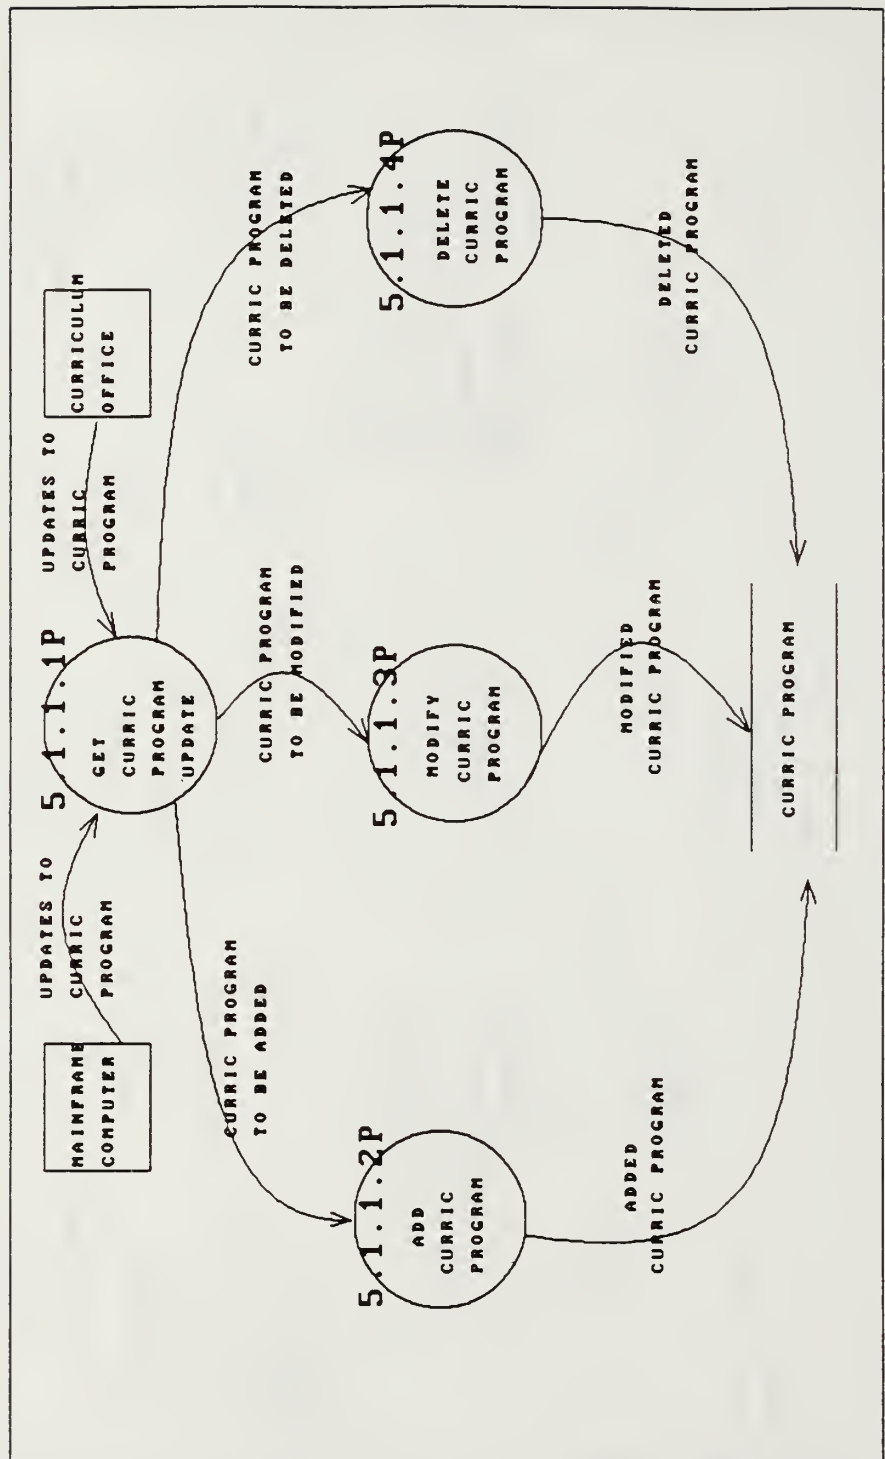 MAINFRAME
COMPUTER
UPDATES TO
CURRIC
PROGRAM
5.1.1.1P
GET
CURRIC
PROGRAM
UPDATE
UPDATES TO
CURRIC
PROGRAM
CURRICULUM
OFFICE
CURRIC PROGRAM
TO BE ADDED
CURRIC PROGRAM
TO BE MODIFIED
CURRIC PROGRAM
TO BE DELETED
5.1.1.2P
ADD
CURRIC
PROGRAM
5.1.1.3P
MODIFY
CURRIC
PROGRAM
5.1.1.4P
DELETE
CURRIC
PROGRAM
ADDED
CURRIC PROGRAM
MODIFIED
CURRIC PROGRAM
DELETED
CURRIC PROGRAM
CURRIC PROGRAM